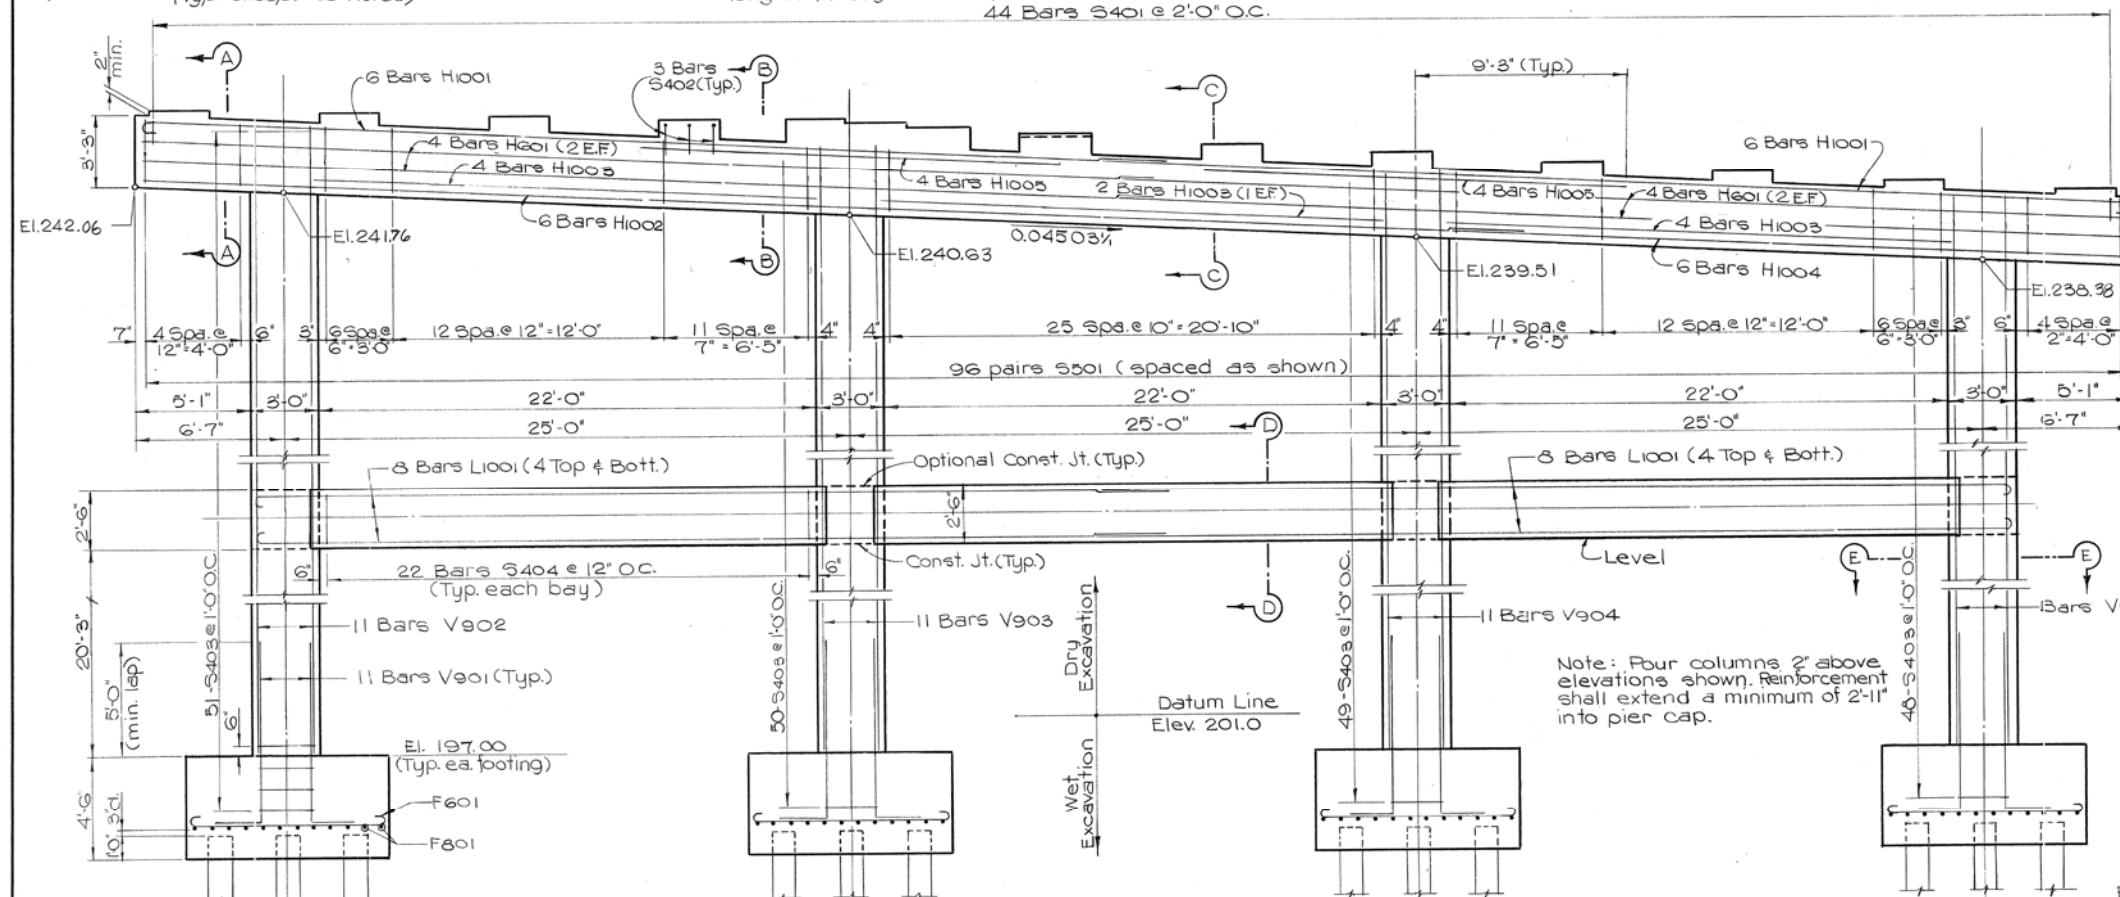 44 Bars S401 @ 2'-0" O.C.
2" min.
A
6 Bars H1001
3 Bars
S402 (Typ.)
B
C
9'-3" (Typ.)
3'-3"
4 Bars H601 (2 E.F.)
4 Bars H1003
4 Bars H1005
2 Bars H1003 (1 E.F.)
6 Bars H1001
4 Bars H1005
4 Bars H601 (2 E.F.)
4 Bars H1003
6 Bars H1004
El. 242.06
El. 241.76
6 Bars H1002
El. 240.63
0.04503 1/1
El. 239.51
El. 238.38
A
B
C
7"
4 Spa. @
12"=4'-0"
6"
3"
6 Spa. @
6"=3'-0"
12 Spa. @ 12"=12'-0"
11 Spa. @
7"=6'-5"
4"
4"
25 Spa. @ 10"=20'-10"
4"
4"
11 Spa. @
7"=6'-5"
12 Spa. @ 12"=12'-0"
6 Spa. @
6"=3'-0"
3"
6"
4 Spa. @
2"=4'-0"
96 pairs S501 (spaced as shown)
5'-1"
3'-0"
22'-0"
3'-0"
22'-0"
3'-0"
22'-0"
3'-0"
5'-1"
6'-7"
25'-0"
25'-0"
25'-0"
6'-7"
D
8 Bars L1001 (4 Top & Bott.)
Optional Const. Jt. (Typ.)
8 Bars L1001 (4 Top & Bott.)
2'-6"
2'-6"
Const. Jt. (Typ.)
Level
6"
22 Bars S404 @ 12" O.C.
(Typ. each bay)
6"
D
E
E
20'-3"
5'-0"
(min. lap)
51-S403 @ 1'-0" O.C.
50-S403 @ 1'-0" O.C.
49-S403 @ 1'-0" O.C.
48-S403 @ 1'-0" O.C.
11 Bars V902
11 Bars V903
11 Bars V904
11 Bars V901 (Typ.)
6"
Dry
Excavation
Datum Line
Elev. 201.0
Wet
Excavation
Note: Pour columns 2" above
elevations shown. Reinforcement
shall extend a minimum of 2'-11"
into pier cap.
El. 197.00
(Typ. ea. footing)
4'-6"
3" cl.
1'-0"
F601
F801